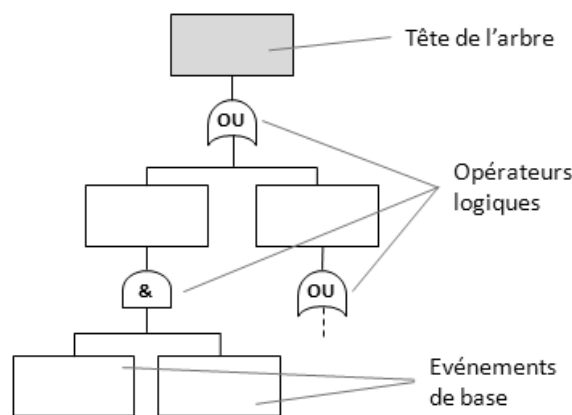 Tête de l'arbre
OU
Opérateurs
logiques
&
OU
Evénements
de base